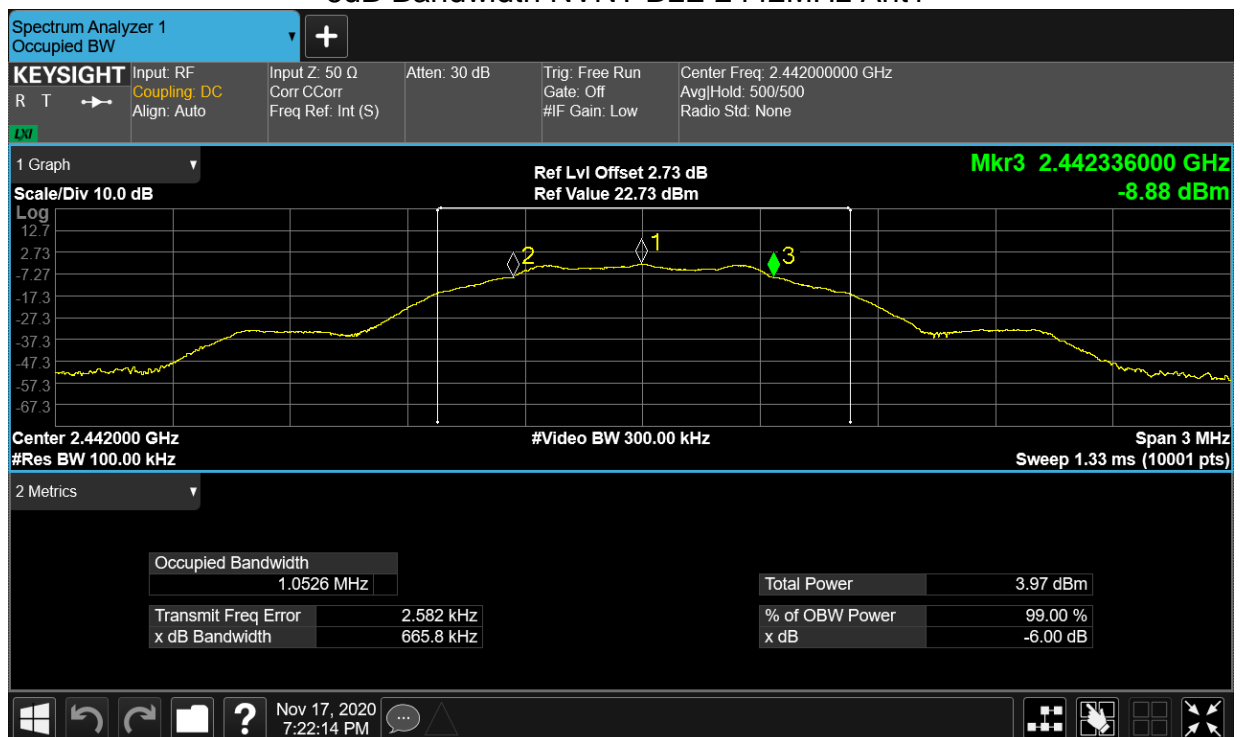 Spectrum Analyzer 1
Occupied BW
KEYSIGHT
R T
LXI
Input: RF
Coupling: DC
Align: Auto
Input Z: 50 Ω
Corr CCorr
Freq Ref: Int (S)
Atten: 30 dB
Trig: Free Run
Gate: Off
#IF Gain: Low
Center Freq: 2.442000000 GHz
Avg|Hold: 500/500
Radio Std: None
1 Graph
Scale/Div 10.0 dB
Ref Lvl Offset 2.73 dB
Ref Value 22.73 dBm
Mkr3 2.442336000 GHz
-8.88 dBm
Log
12.7
2.73
-7.27
-17.3
-27.3
-37.3
-47.3
-57.3
-67.3
2
1
3
Center 2.442000 GHz
#Video BW 300.00 kHz
Span 3 MHz
#Res BW 100.00 kHz
Sweep 1.33 ms (10001 pts)
2 Metrics
Occupied Bandwidth
1.0526 MHz
Transmit Freq Error 2.582 kHz
x dB Bandwidth 665.8 kHz
Total Power 3.97 dBm
% of OBW Power 99.00 %
x dB -6.00 dB
?
Nov 17, 2020
7:22:14 PM